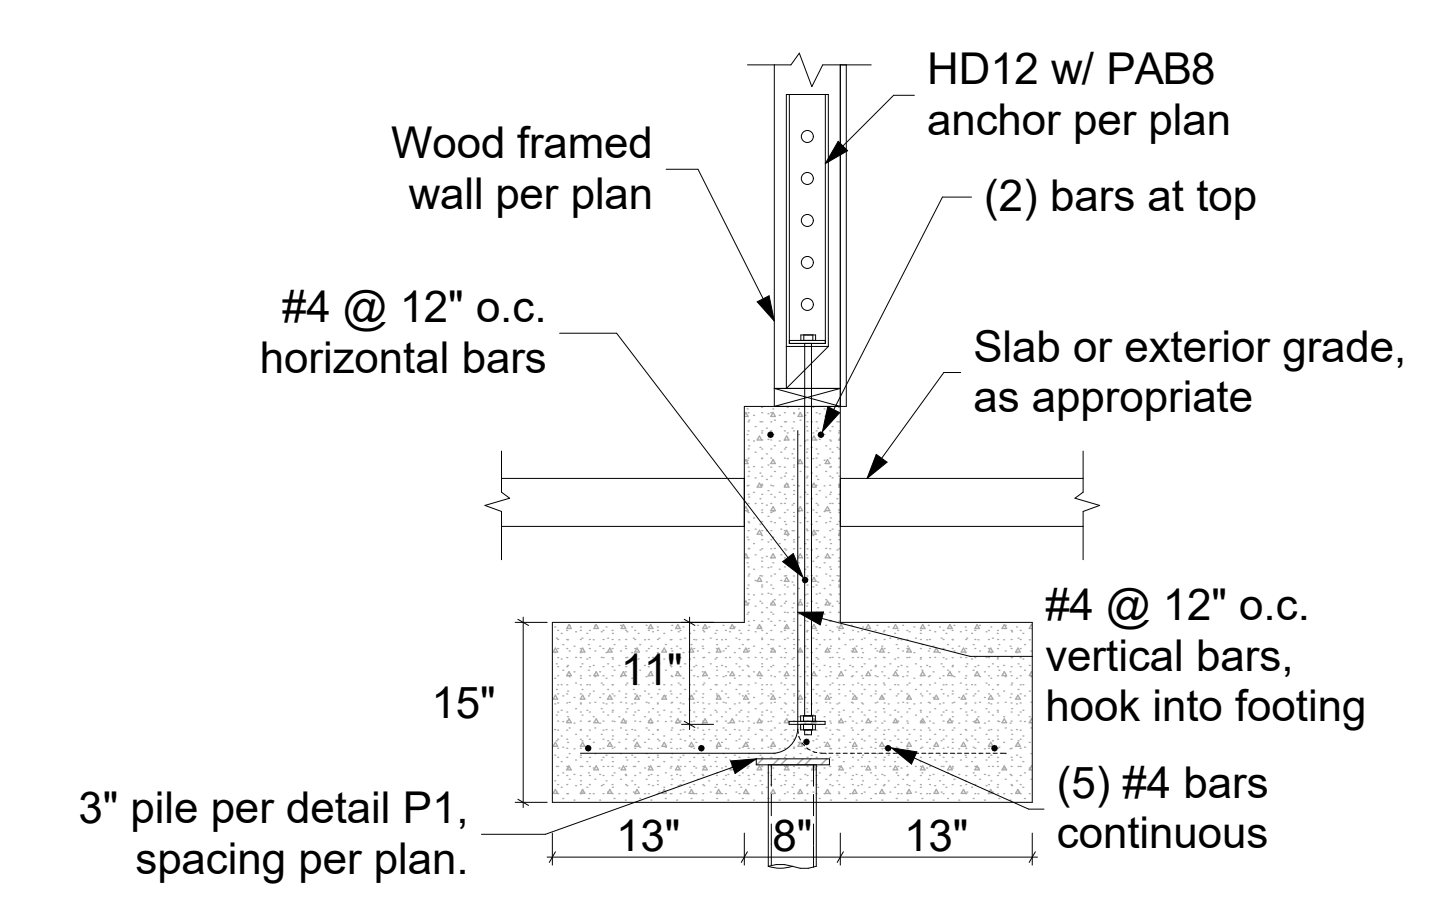 HD12 w/ PAB8
anchor per plan
Wood framed
wall per plan
(2) bars at top
#4 @ 12" o.c.
horizontal bars
Slab or exterior grade,
as appropriate
#4 @ 12" o.c.
vertical bars,
hook into footing
11"
15"
(5) #4 bars
continuous
3" pile per detail P1,
spacing per plan.
13"
8"
13"